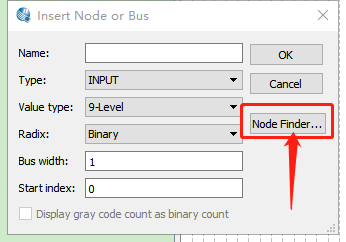 Insert Node or Bus
Name:
OK
Type: INPUT
Cancel
Value type: 9-Level
Node Finder...
Radix: Binary
Bus width: 1
Start index: 0
Display gray code count as binary count